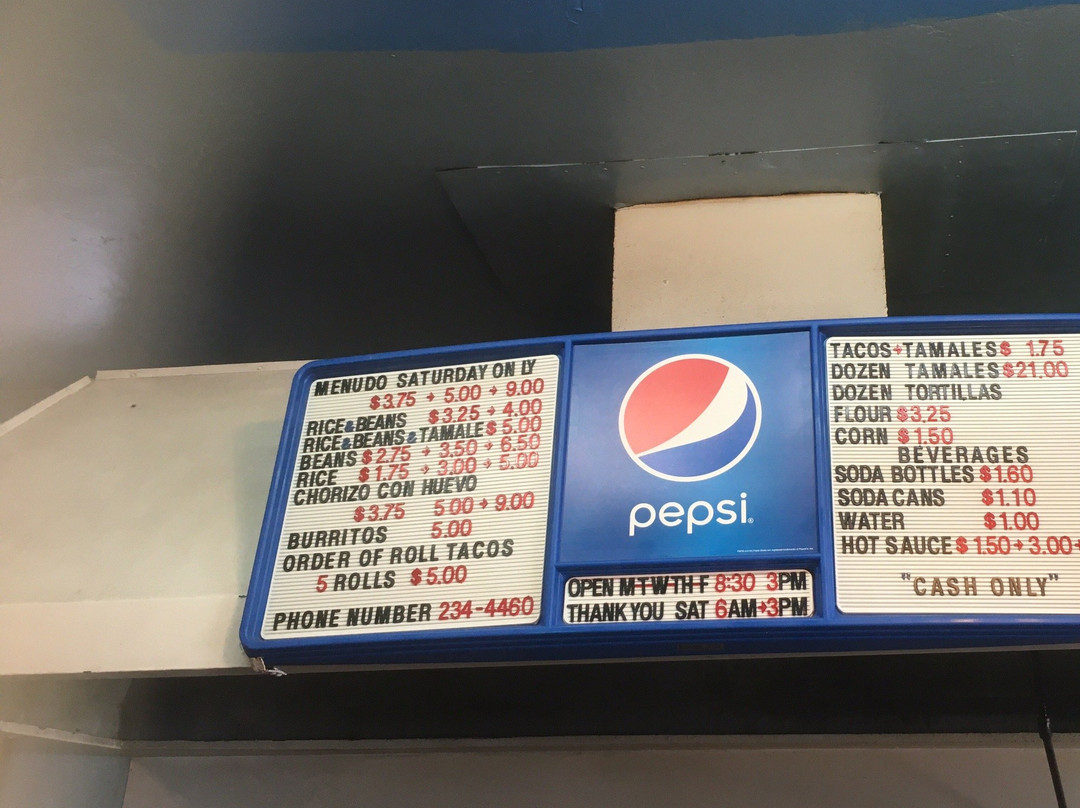 MENUDO SATURDAY ONLY
$3.75 + 5.00 + 9.00
RICE&BEANS $3.25 + 4.00
RICE&BEANS&TAMALE $ 5.00
BEANS $2.75 + 3.50 + 6.50
RICE $1.75 + 3.00 + 5.00
CHORIZO CON HUEVO
$3.75 5.00 + 9.00
BURRITOS 5.00
ORDER OF ROLL TACOS
5 ROLLS $5.00
PHONE NUMBER 234-4460
pepsi
OPEN M-T-W-TH-F 8:30 3PM
THANK YOU SAT 6AM+3PM
TACOS+TAMALES $ 1.75
DOZEN TAMALES $21.00
DOZEN TORTILLAS
FLOUR $3.25
CORN $1.50
BEVERAGES
SODA BOTTLES $1.60
SODA CANS $1.10
WATER $1.00
HOT SAUCE $1.50+3.00+
"CASH ONLY"